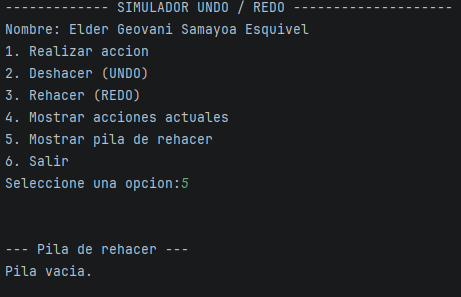 ------------- SIMULADOR UNDO / REDO --------------------
Nombre: Elder Geovani Samayoa Esquivel
1. Realizar accion
2. Deshacer (UNDO)
3. Rehacer (REDO)
4. Mostrar acciones actuales
5. Mostrar pila de rehacer
6. Salir
Seleccione una opcion:5
--- Pila de rehacer ---
Pila vacia.